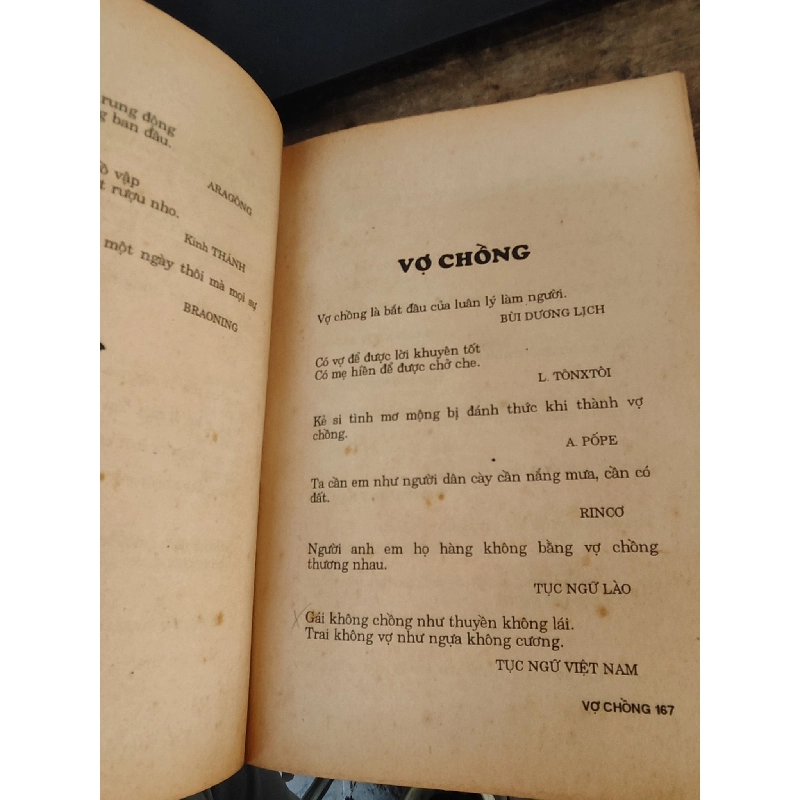 rung động
ban đầu.
ARAGÔNG
vập
rượu nho.
Kinh THÁNH
một ngày thôi mà mọi sự
BRAONING
VỢ CHỒNG
Vợ chồng là bắt đầu của luân lý làm người.
BÙI DƯƠNG LỊCH
Có vợ để được lời khuyên tốt
Có mẹ hiền để được chở che.
L. TÔNXTÒI
Kẻ si tình mơ mộng bị đánh thức khi thành vợ
chồng.
A. PỐPE
Ta cần em như người dân cày cần nắng mưa, cần có
đất.
RINCƠ
Người anh em họ hàng không bằng vợ chồng
thương nhau.
TỤC NGỮ LÀO
Gái không chồng như thuyền không lái.
Trai không vợ như ngựa không cương.
TỤC NGỮ VIỆT NAM
VỢ CHỒNG 167